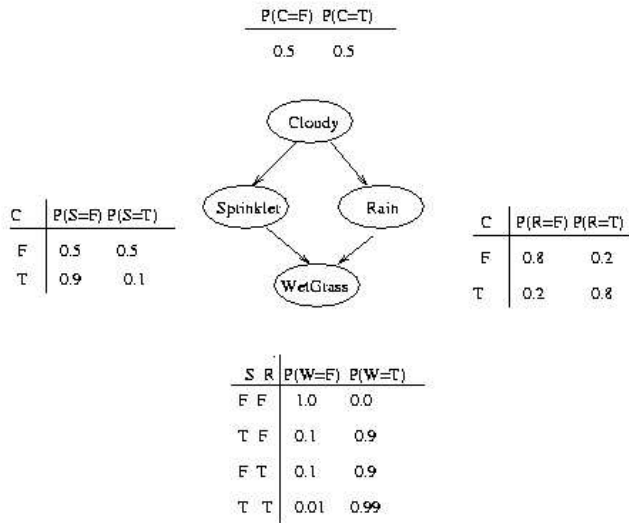 P(C=F) P(C=T)
0.5 0.5
Cloudy
Sprinkler
Rain
C P(S=F) P(S=T)
F 0.5 0.5
T 0.9 0.1
C P(R=F) P(R=T)
F 0.8 0.2
T 0.2 0.8
WetGrass
S R P(W=F) P(W=T)
F F 1.0 0.0
T F 0.1 0.9
F T 0.1 0.9
T T 0.01 0.99